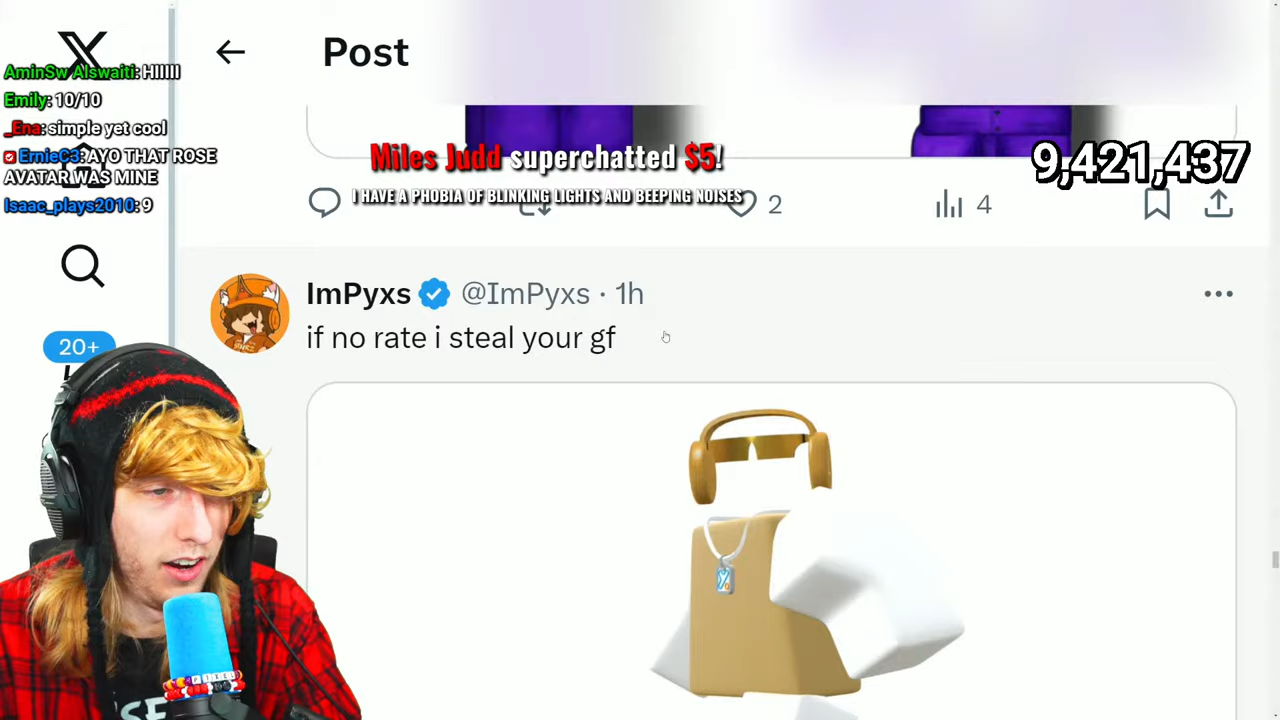 Post
AminSw Alswaiti: HIIIII
Emily: 10/10
_Ena: simple yet cool
ErnieC3: AYO THAT ROSE
AVATAR WAS MINE
Isaac_plays2010: 9
Miles Judd superchatted $5!
I HAVE A PHOBIA OF BLINKING LIGHTS AND BEEPING NOISES
9,421,437
2
4
ImPyxs @ImPyxs · 1h
if no rate i steal your gf
20+